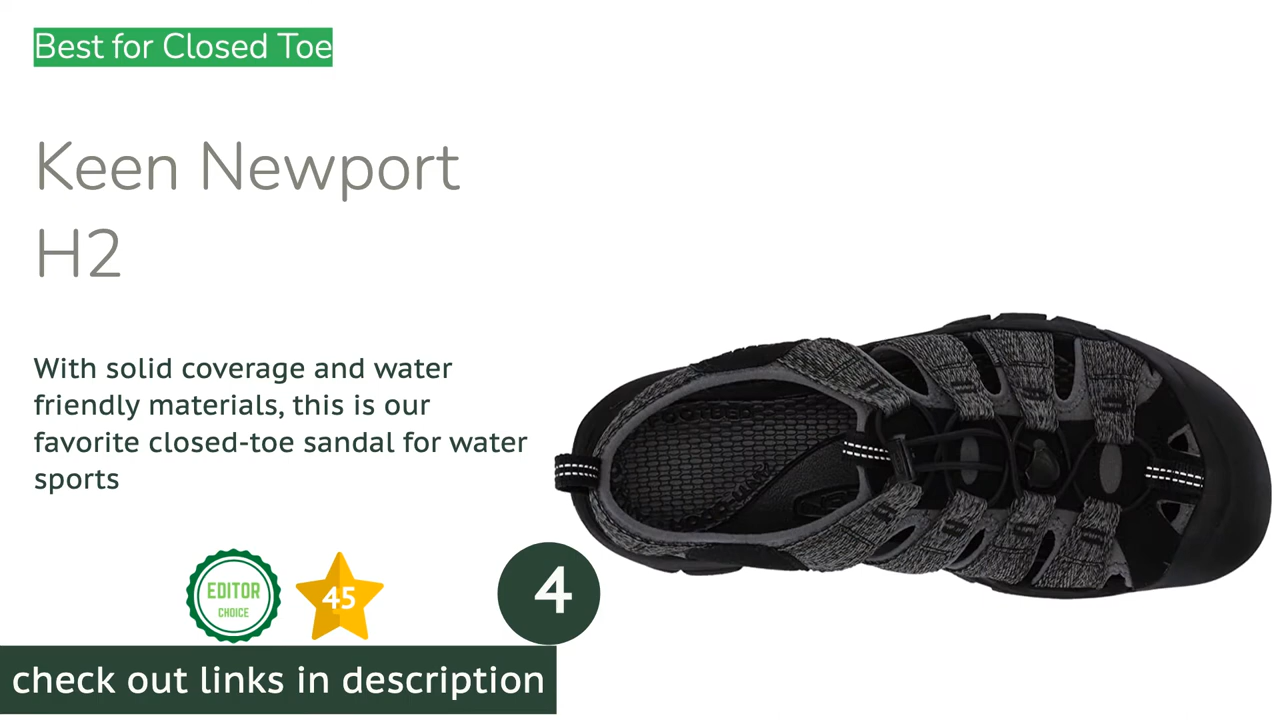 Best for Closed Toe
Keen Newport
H2
With solid coverage and water
friendly materials, this is our
favorite closed-toe sandal for water
sports
EDITOR
CHOICE
45
4
check out links in description